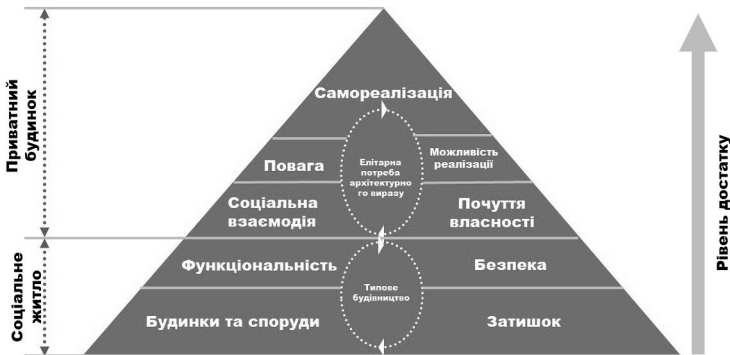 Приватний
будинок
Соціальне
житло
Самореалізація
Повага
Елітарна
потреба
архітектурно
го виразу
Можливість
реалізації
Соціальна
взаємодія
Почуття
власності
Функціональність
Безпека
Типове
будівництво
Будинки та споруди
Затишок
Рівень достатку